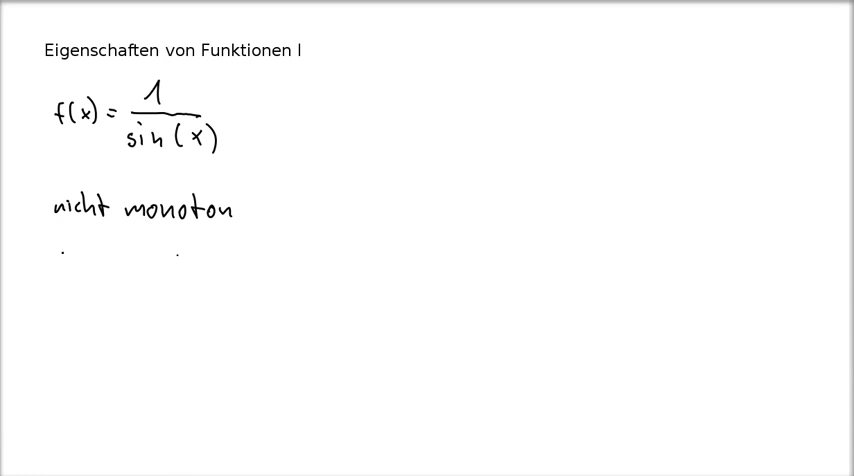 Eigenschaften von Funktionen I
f(x) = 1/sin(x)
nicht monoton